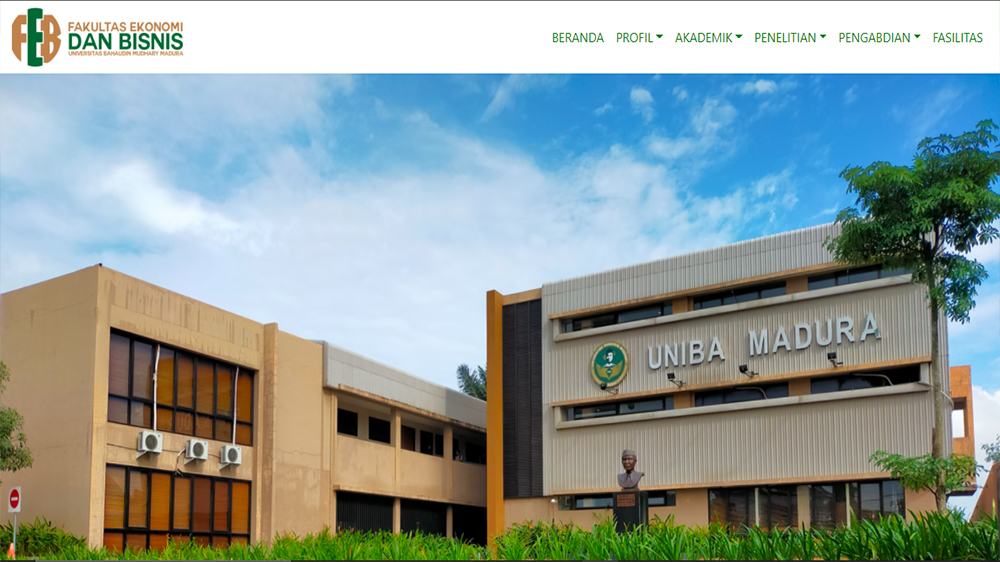 FEB
FAKULTAS EKONOMI
DAN BISNIS
UNIVERSITAS BAHAUDIN MUDHARY MADURA
BERANDA PROFIL AKADEMIK PENELITIAN PENGABDIAN FASILITAS
UNIBA MADURA